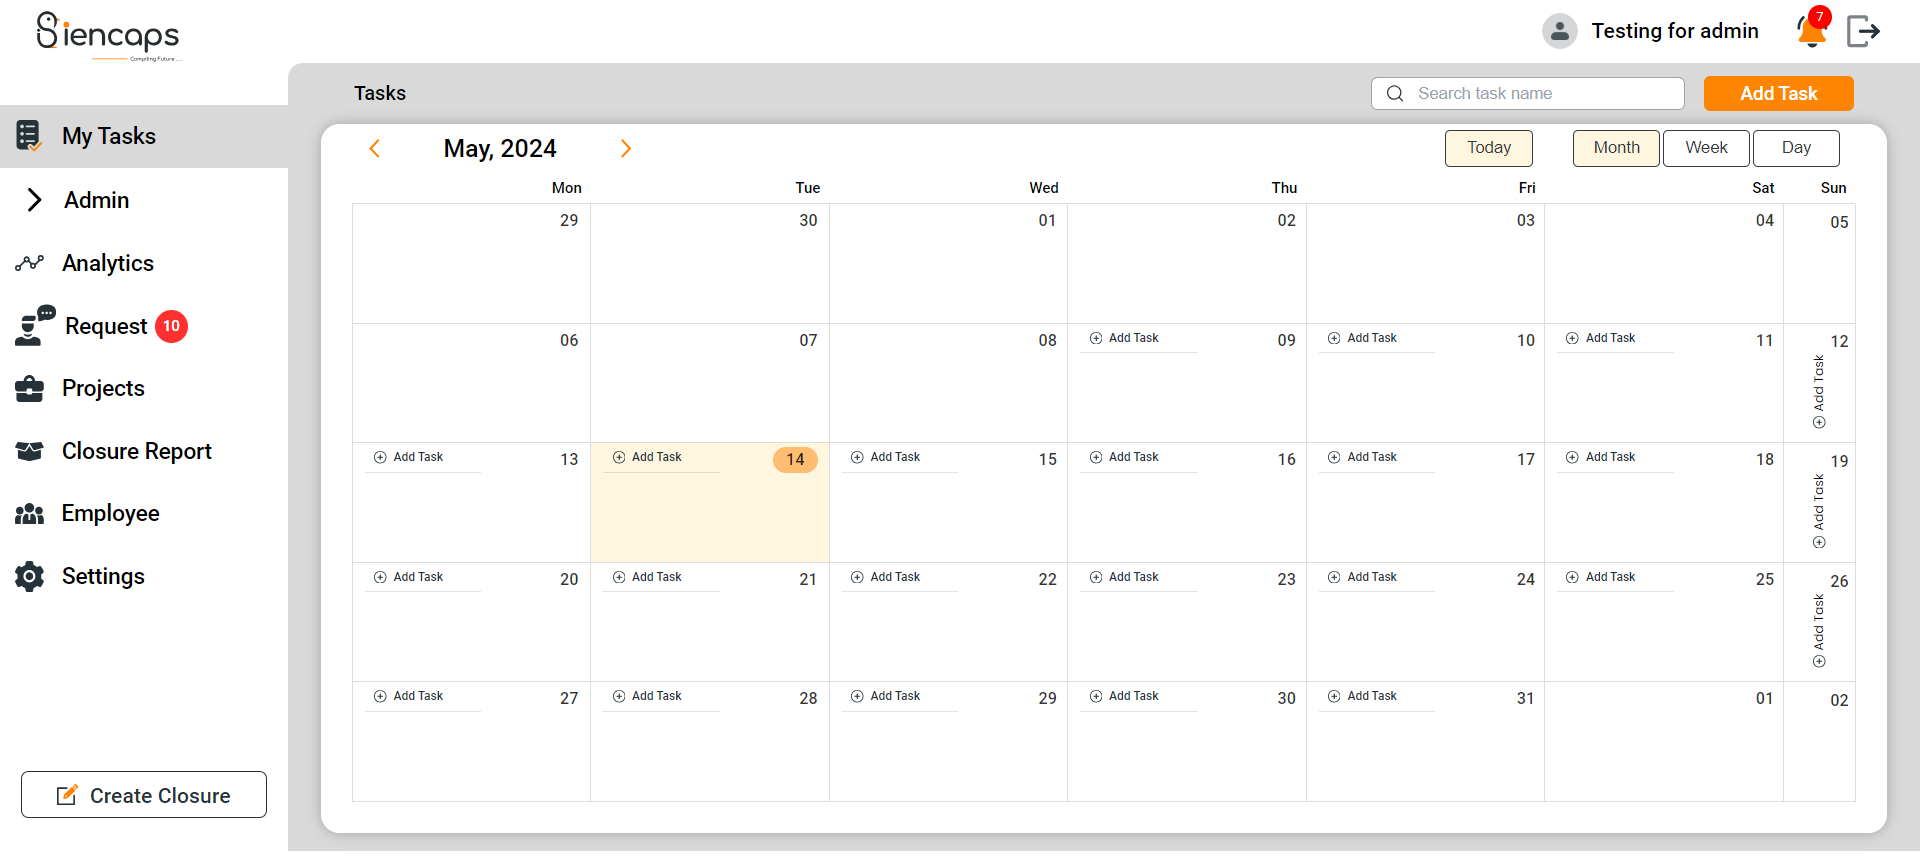 Siencaps
Compiling Future . . .
Testing for admin
7
Tasks
Search task name
Add Task
My Tasks
Admin
Analytics
Request 10
Projects
Closure Report
Employee
Settings
Create Closure
May, 2024
Today
Month
Week
Day
Mon Tue Wed Thu Fri Sat Sun
29 30 01 02 03 04 05
06 07 08 Add Task 09 Add Task 10 Add Task 11 Add Task 12
Add Task 13 Add Task 14 Add Task 15 Add Task 16 Add Task 17 Add Task 18 Add Task 19
Add Task 20 Add Task 21 Add Task 22 Add Task 23 Add Task 24 Add Task 25 Add Task 26
Add Task 27 Add Task 28 Add Task 29 Add Task 30 Add Task 31 01 02